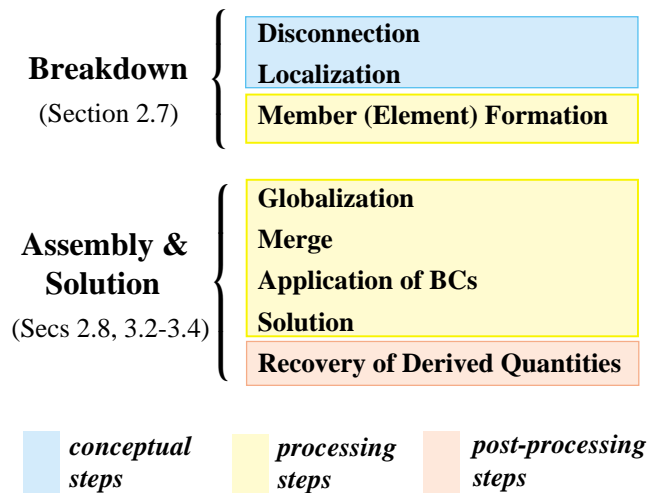 Disconnection
Breakdown
Localization
(Section 2.7)
Member (Element) Formation
Globalization
Assembly &
Merge
Solution
Application of BCs
(Secs 2.8, 3.2-3.4)
Solution
Recovery of Derived Quantities
conceptual
steps
processing
steps
post-processing
steps